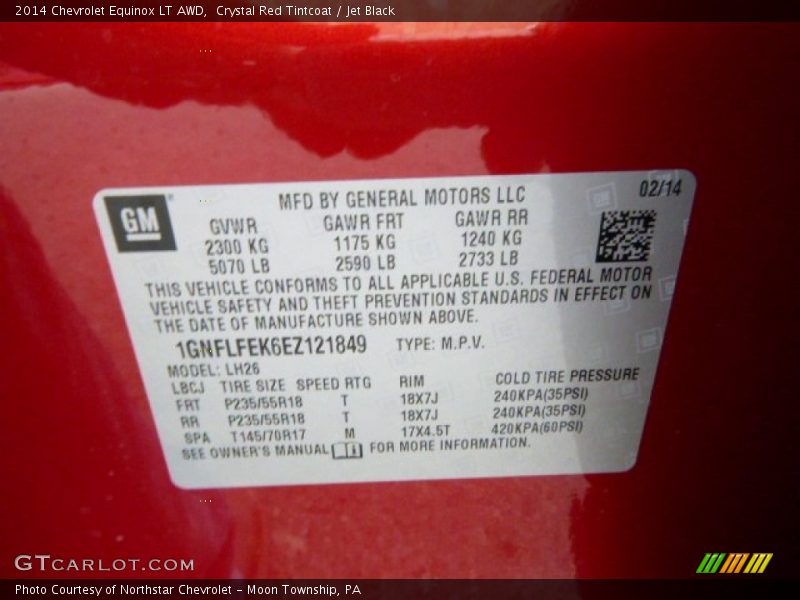 2014 Chevrolet Equinox LT AWD, Crystal Red Tintcoat / Jet Black
GM
MFD BY GENERAL MOTORS LLC 02/14
GVWR GAWR FRT GAWR RR
2300 KG 1175 KG 1240 KG
5070 LB 2590 LB 2733 LB
THIS VEHICLE CONFORMS TO ALL APPLICABLE U.S. FEDERAL MOTOR
VEHICLE SAFETY AND THEFT PREVENTION STANDARDS IN EFFECT ON
THE DATE OF MANUFACTURE SHOWN ABOVE.
1GNFLFEK6EZ121849 TYPE: M.P.V.
MODEL: LH26
LBCJ TIRE SIZE SPEED RTG RIM COLD TIRE PRESSURE
FRT P235/55R18 T 18X7J 240KPA(35PSI)
RR P235/55R18 T 18X7J 240KPA(35PSI)
SPA T145/70R17 M 17X4.5T 420KPA(60PSI)
SEE OWNER'S MANUAL FOR MORE INFORMATION.
GTCARLOT.COM
Photo Courtesy of Northstar Chevrolet - Moon Township, PA